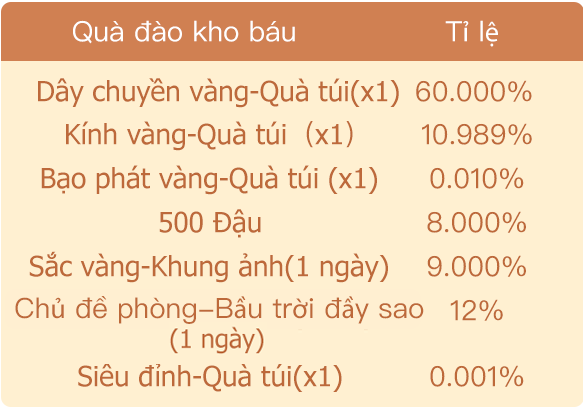 Quà đào kho báu Tỉ lệ
Dây chuyền vàng-Quà túi(x1) 60.000%
Kính vàng-Quà túi (x1) 10.989%
Bạo phát vàng-Quà túi (x1) 0.010%
500 Đậu 8.000%
Sắc vàng-Khung ảnh(1 ngày) 9.000%
Chủ đề phòng-Bầu trời đầy sao 12%
(1 ngày)
Siêu đỉnh-Quà túi(x1) 0.001%